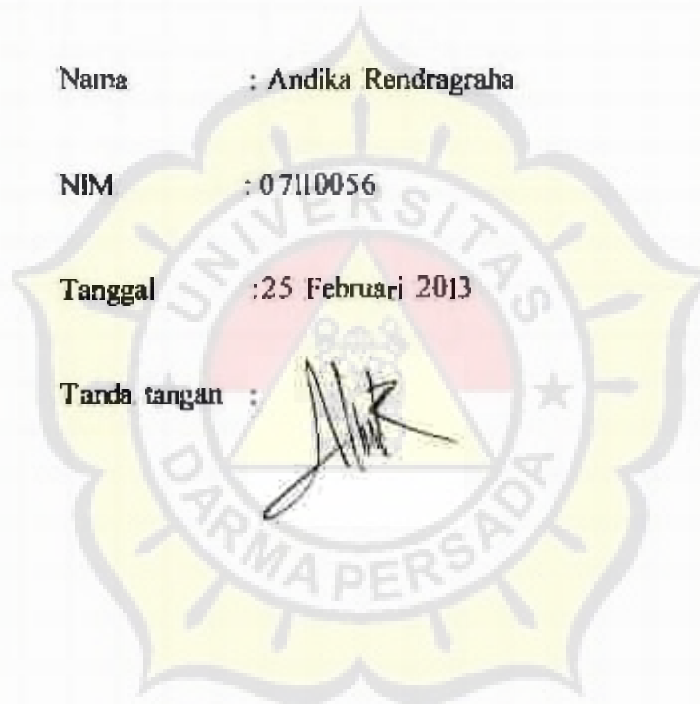 Nama : Andika Rendragraha
NIM : 07110056
Tanggal :25 Februari 2013
Tanda tangan :
UNIVERSITAS
DARMA PERSADA